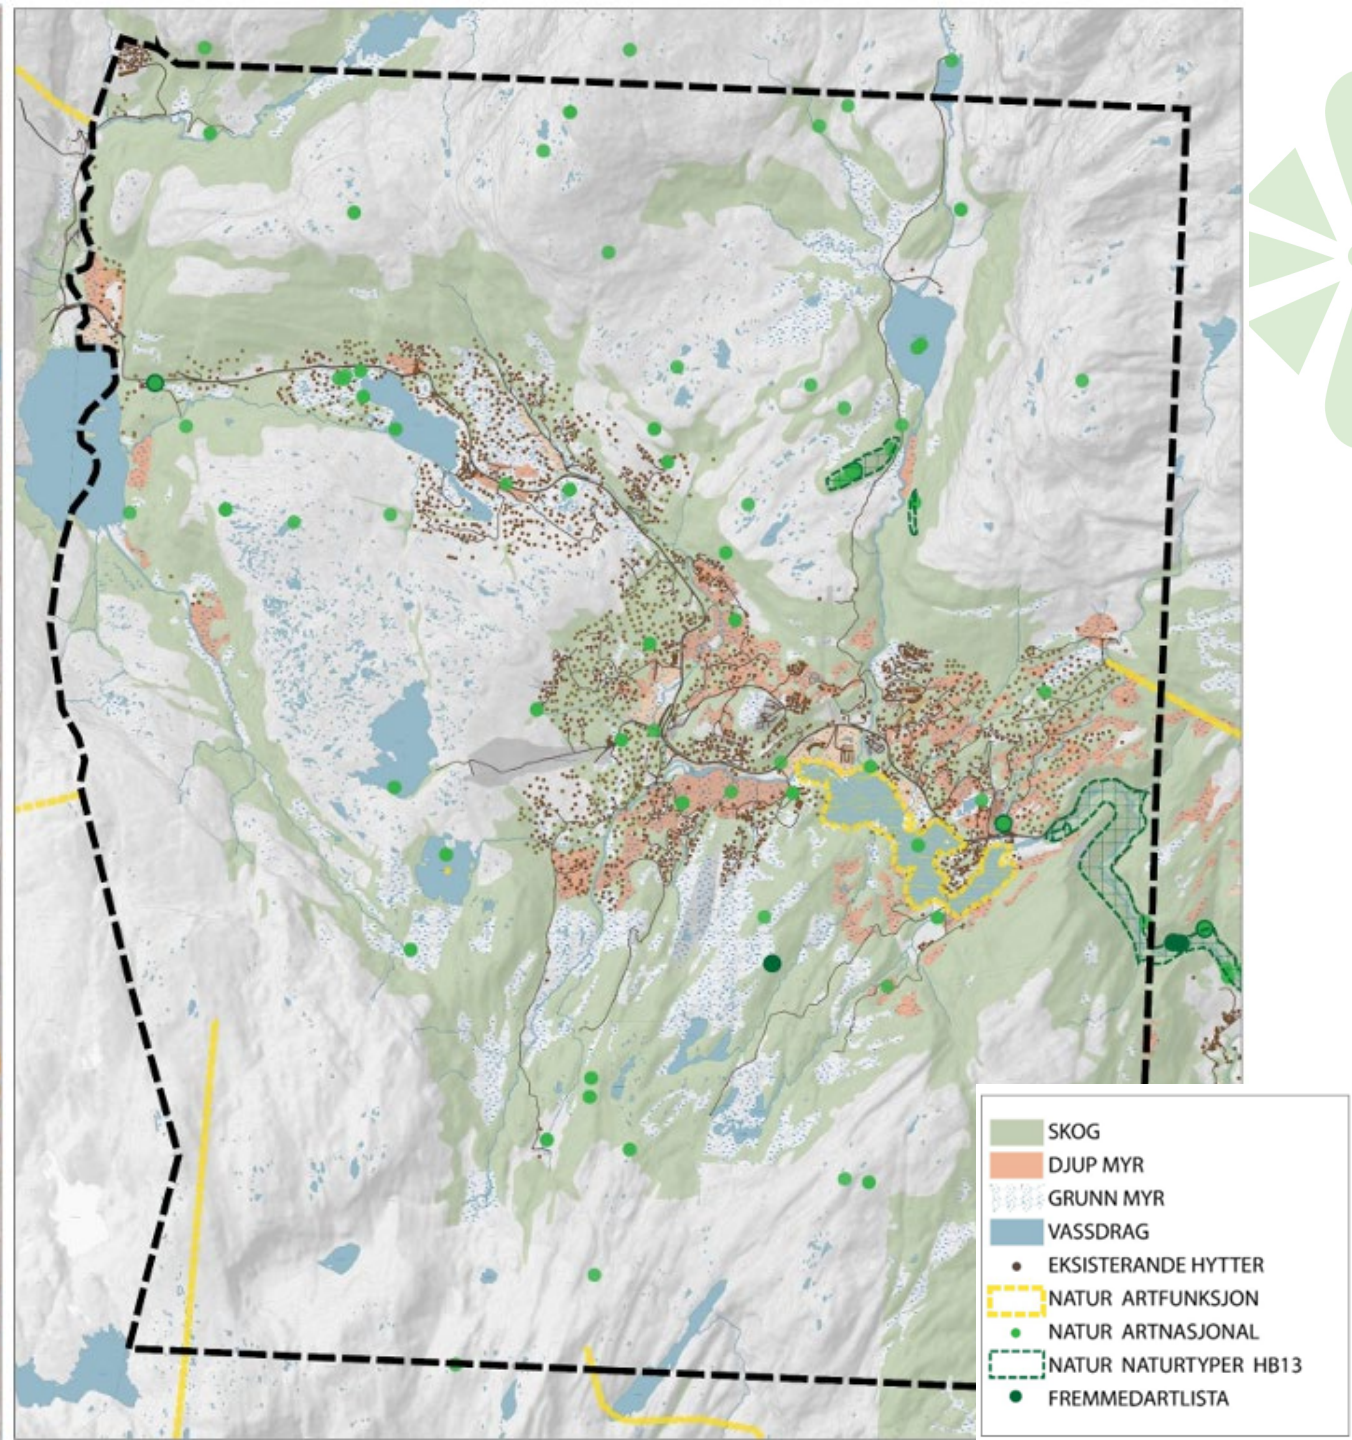 SKOG
DJUP MYR
GRUNN MYR
VASSDRAG
EKSISTERANDE HYTTER
NATUR ARTFUNKSJON
NATUR ARTNASJONAL
NATUR NATURTYPER HB13
FREMMEDARTLISTA